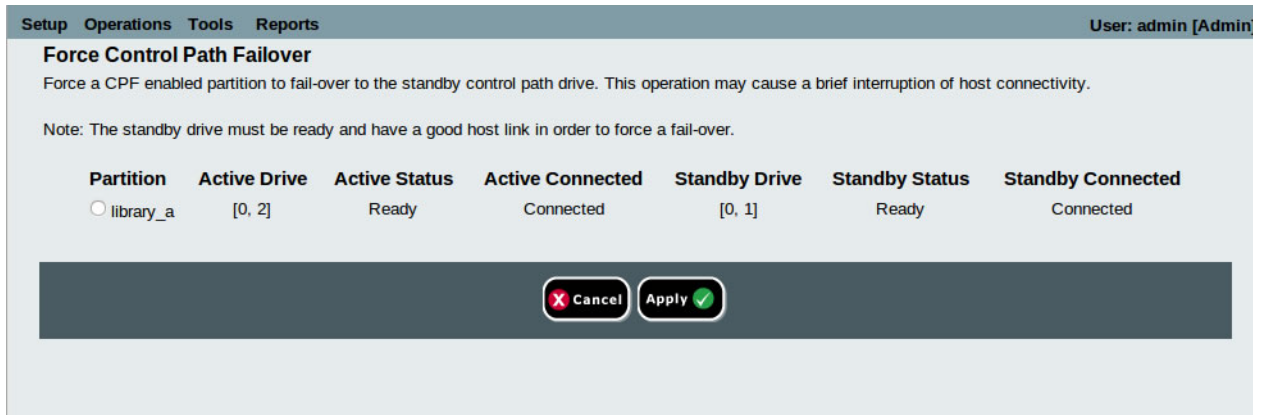 Setup Operations Tools Reports User: admin [Admin]
Force Control Path Failover
Force a CPF enabled partition to fail-over to the standby control path drive. This operation may cause a brief interruption of host connectivity.
Note: The standby drive must be ready and have a good host link in order to force a fail-over.
Partition Active Drive Active Status Active Connected Standby Drive Standby Status Standby Connected
library_a [0, 2] Ready Connected [0, 1] Ready Connected
Cancel Apply